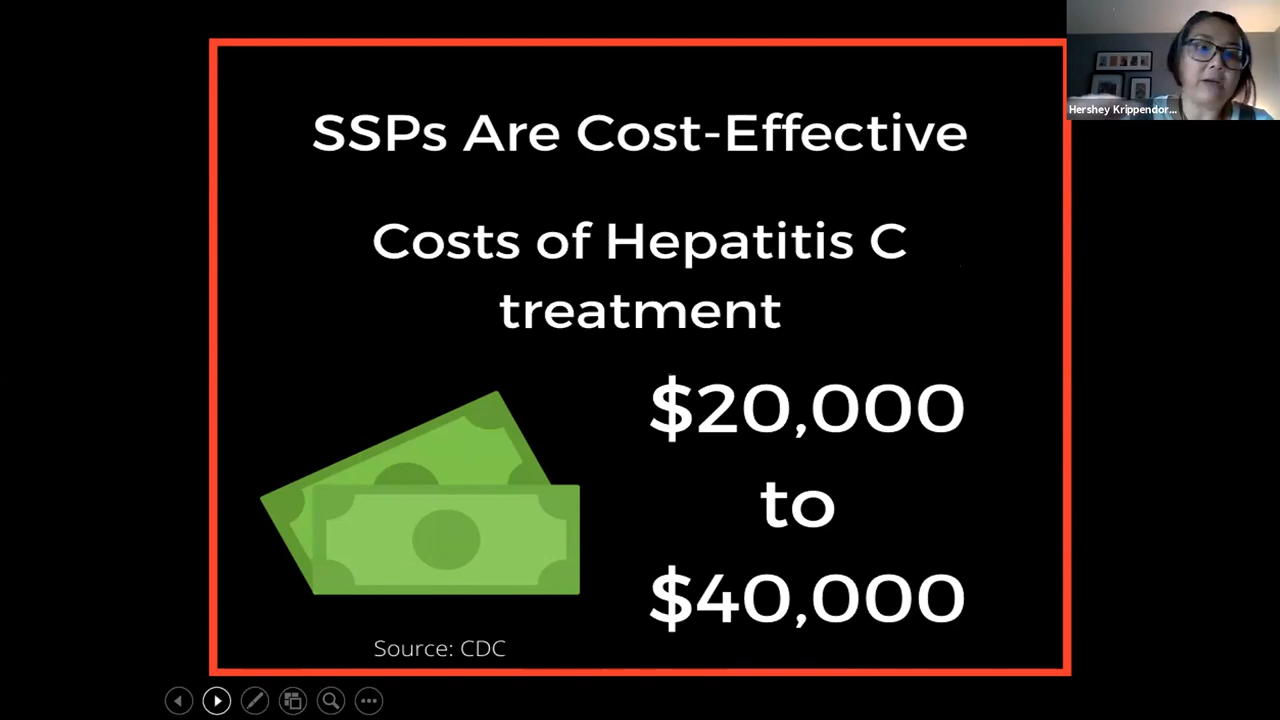 SSPs Are Cost-Effective
Costs of Hepatitis C
treatment
$20,000
to
$40,000
Source: CDC
Hershey Krippendor...